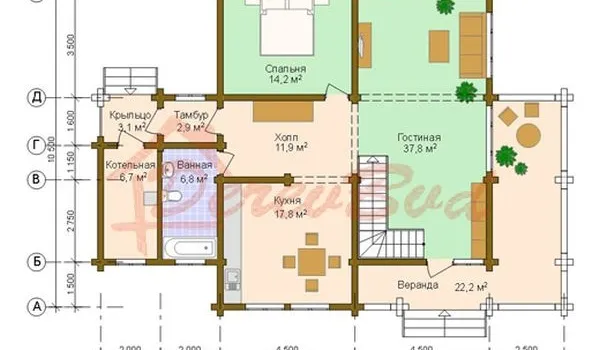 3.500
Спальня
14,2 м²
Д
Крыльцо
3.1 м²
Тамбур
2.9 м²
1.600
Холл
11,9 м²
Гостиная
37,8 м²
10.500
Г
1.150
Котельная
6,7 м²
Ванная
6,8 м²
В
DerevBud
Кухня
17,8 м²
2.750
Б
1.500
Веранда
22,2 м²
А
2.000
2.000
4.500
4.500
2.500